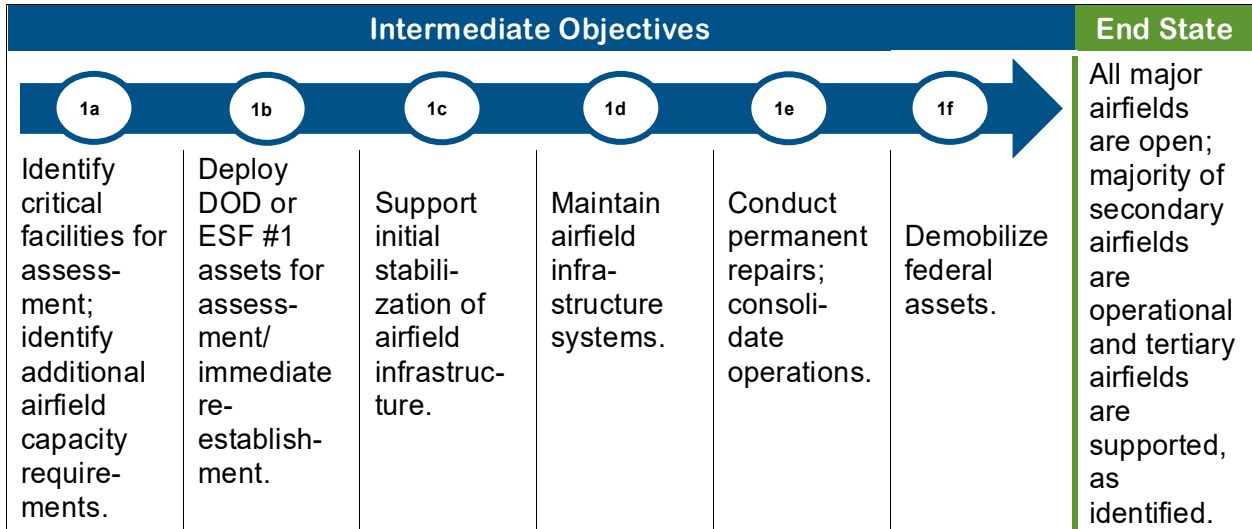 Intermediate Objectives
End State
1a
1b
1c
1d
1e
1f
Identify
critical
facilities for
assess-
ment;
identify
additional
airfield
capacity
require-
ments.
Deploy
DOD or
ESF #1
assets for
assess-
ment/
immediate
re-
establish-
ment.
Support
initial
stabili-
zation of
airfield
infrastruc-
ture.
Maintain
airfield
infra-
structure
systems.
Conduct
permanent
repairs;
consoli-
date
operations.
Demobilize
federal
assets.
All major
airfields
are open;
majority of
secondary
airfields
are
operational
and tertiary
airfields
are
supported,
as
identified.